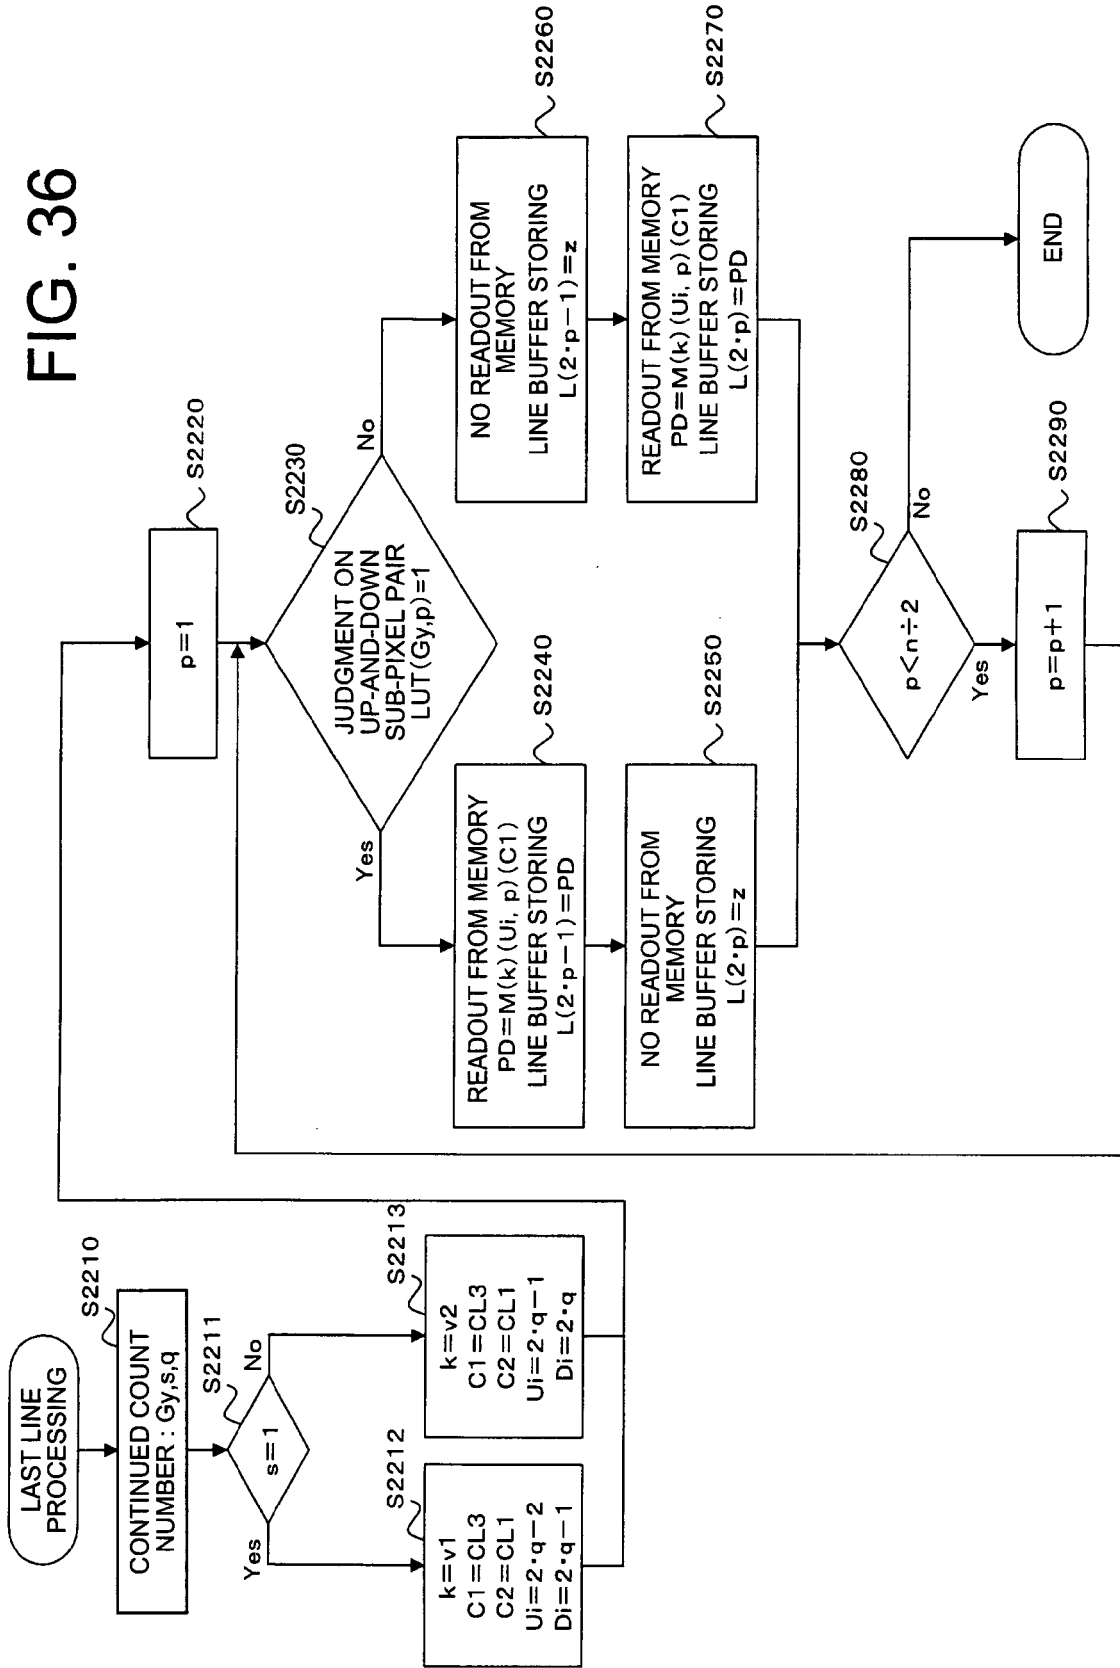 FIG. 36
LAST LINE
PROCESSING
S2210
CONTINUED COUNT
NUMBER : Gy,s,q
S2211
s=1
Yes
No
S2212
k=v1
C1=CL3
C2=CL1
Ui=2·q−2
Di=2·q−1
S2213
k=v2
C1=CL3
C2=CL1
Ui=2·q−1
Di=2·q
S2220
p=1
S2230
JUDGMENT ON
UP-AND-DOWN
SUB-PIXEL PAIR
LUT(Gy,p)=1
Yes
No
S2240
READOUT FROM MEMORY
PD=M(k)(Ui, p)(C1)
LINE BUFFER STORING
L(2·p−1)=PD
S2250
NO READOUT FROM
MEMORY
LINE BUFFER STORING
L(2·p)=z
S2260
NO READOUT FROM
MEMORY
LINE BUFFER STORING
L(2·p−1)=z
S2270
READOUT FROM MEMORY
PD=M(k)(Ui, p)(C1)
LINE BUFFER STORING
L(2·p)=PD
S2280
p<n÷2
Yes
No
S2290
p=p+1
END